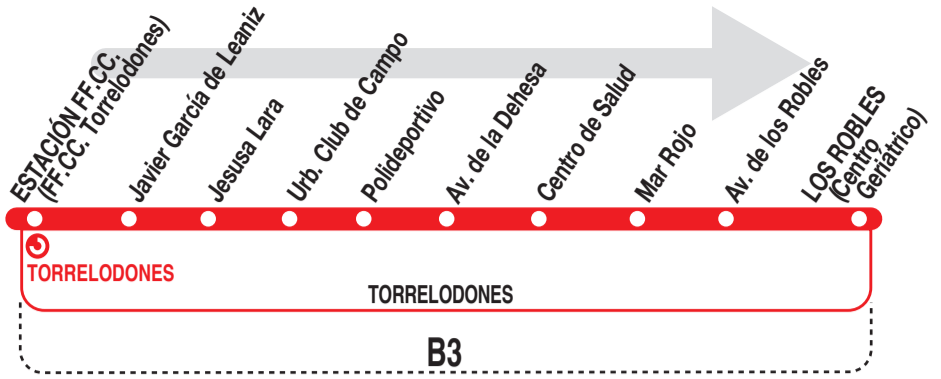 ESTACIÓN FF.CC.
(FF.CC. Torrelodones)
Javier García de Leaniz
Jesusa Lara
Urb. Club de Campo
Polideportivo
Av. de la Dehesa
Centro de Salud
Mar Rojo
Av. de los Robles
LOS ROBLES
(Centro
Geriátrico)
TORRELODONES
TORRELODONES
B3